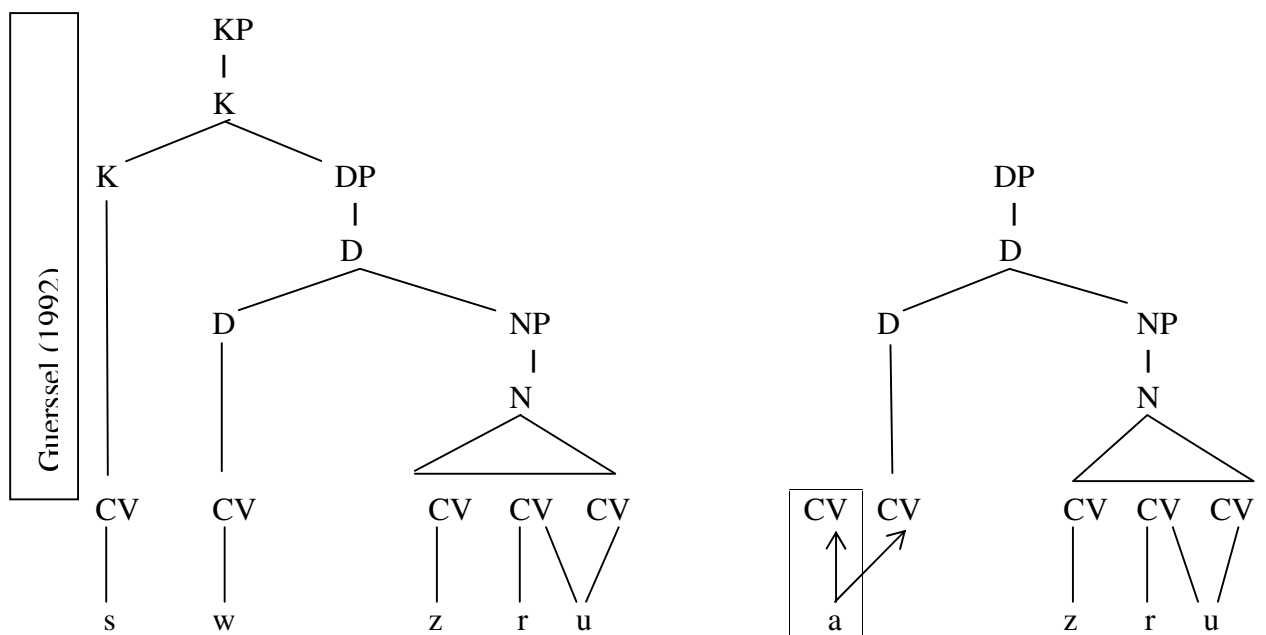 Guerssel (1992)
KP
K
K DP DP
D D
D NP D NP
N N
CV CV CV CV CV CV CV CV CV CV
s w z r u a z r u